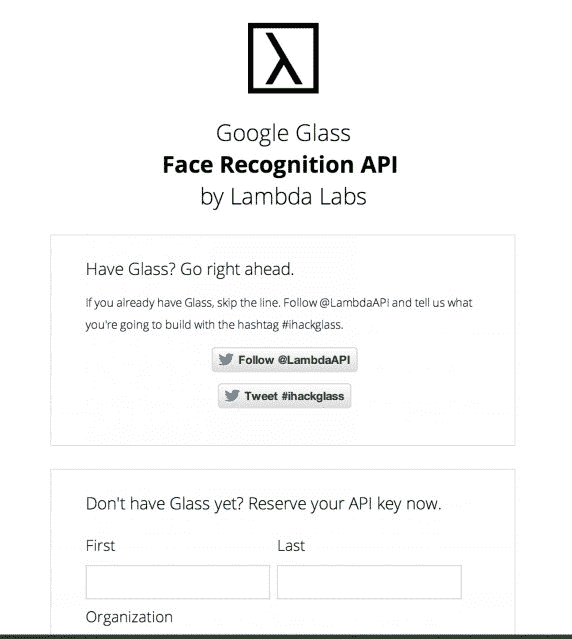 λ
Google Glass
Face Recognition API
by Lambda Labs
Have Glass? Go right ahead.
If you already have Glass, skip the line. Follow @LambdaAPI and tell us what
you're going to build with the hashtag #ihackglass.
Follow @LambdaAPI
Tweet #ihackglass
Don't have Glass yet? Reserve your API key now.
First Last
Organization